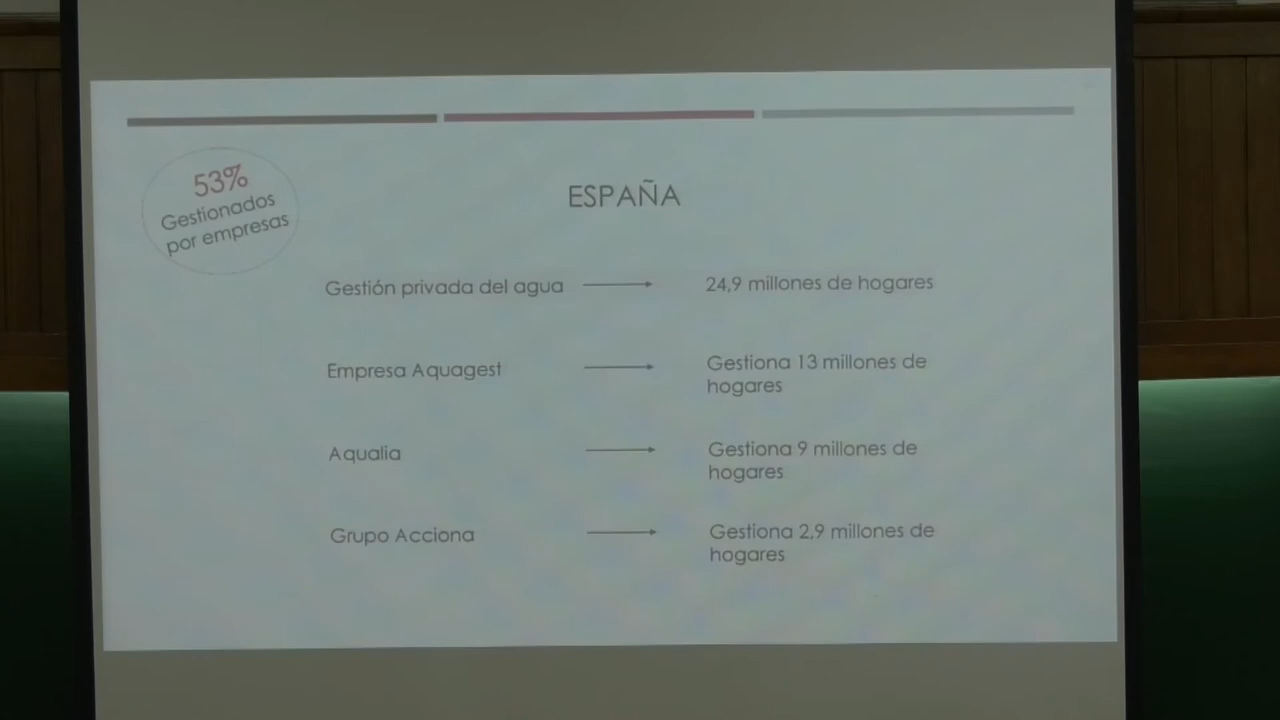 53%
Gestionados
por empresas
ESPAÑA
Gestión privada del agua
24,9 millones de hogares
Empresa Aquagest
Gestiona 13 millones de
hogares
Aqualia
Gestiona 9 millones de
hogares
Grupo Acciona
Gestiona 2,9 millones de
hogares